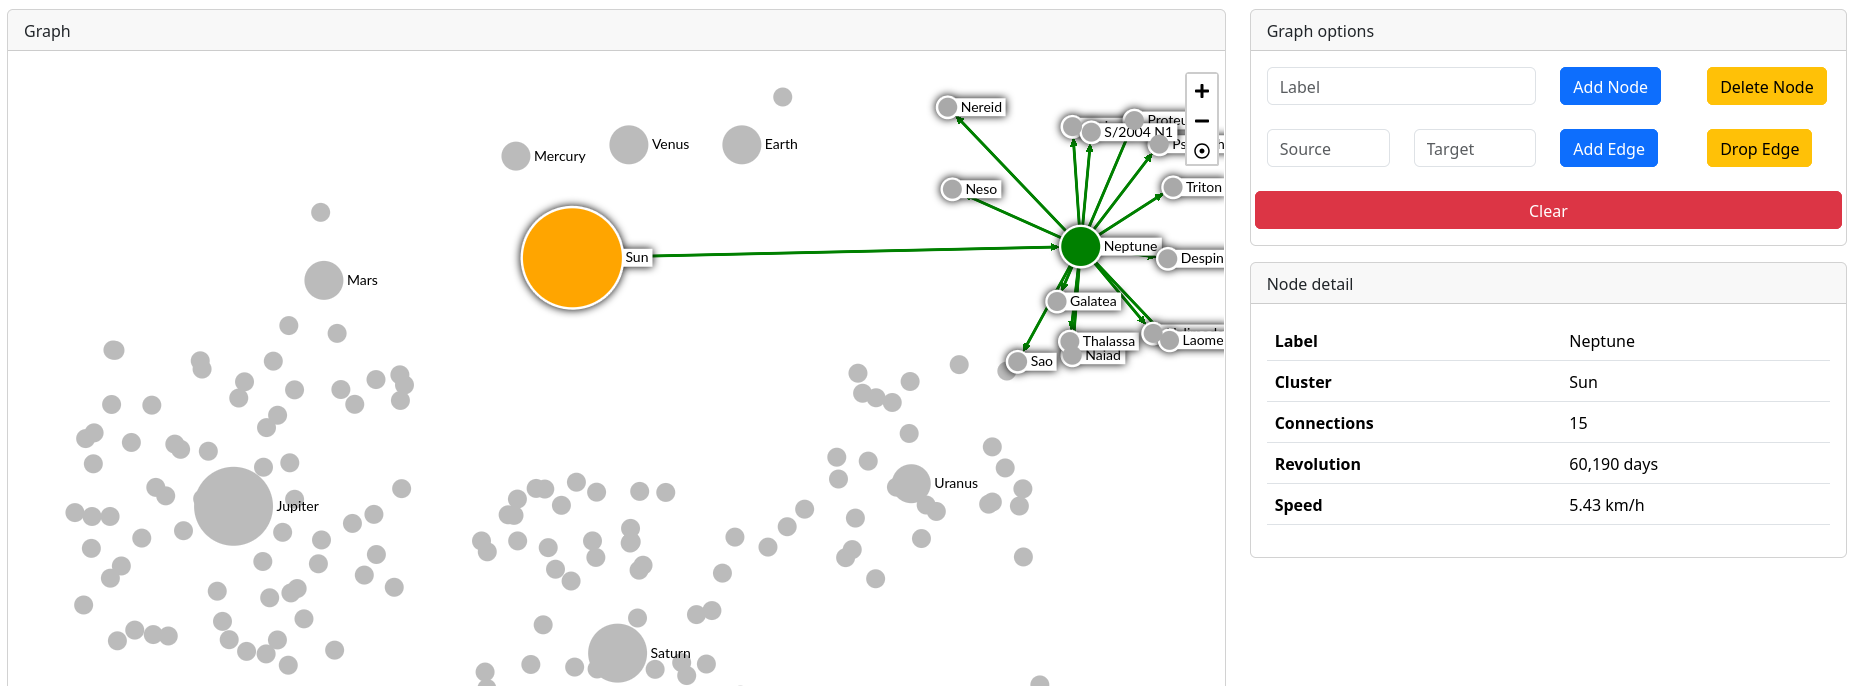 Graph
Nereid
Proteu
S/2004 N1
Mercury
Venus
Earth
Neso
Triton
Neptune
Sun
Despin
Mars
Galatea
Thalassa
Laome
Naiad
Sao
Uranus
Jupiter
Saturn
Graph options
Label
Add Node
Delete Node
Source
Target
Add Edge
Drop Edge
Clear
Node detail
Label Neptune
Cluster Sun
Connections 15
Revolution 60,190 days
Speed 5.43 km/h